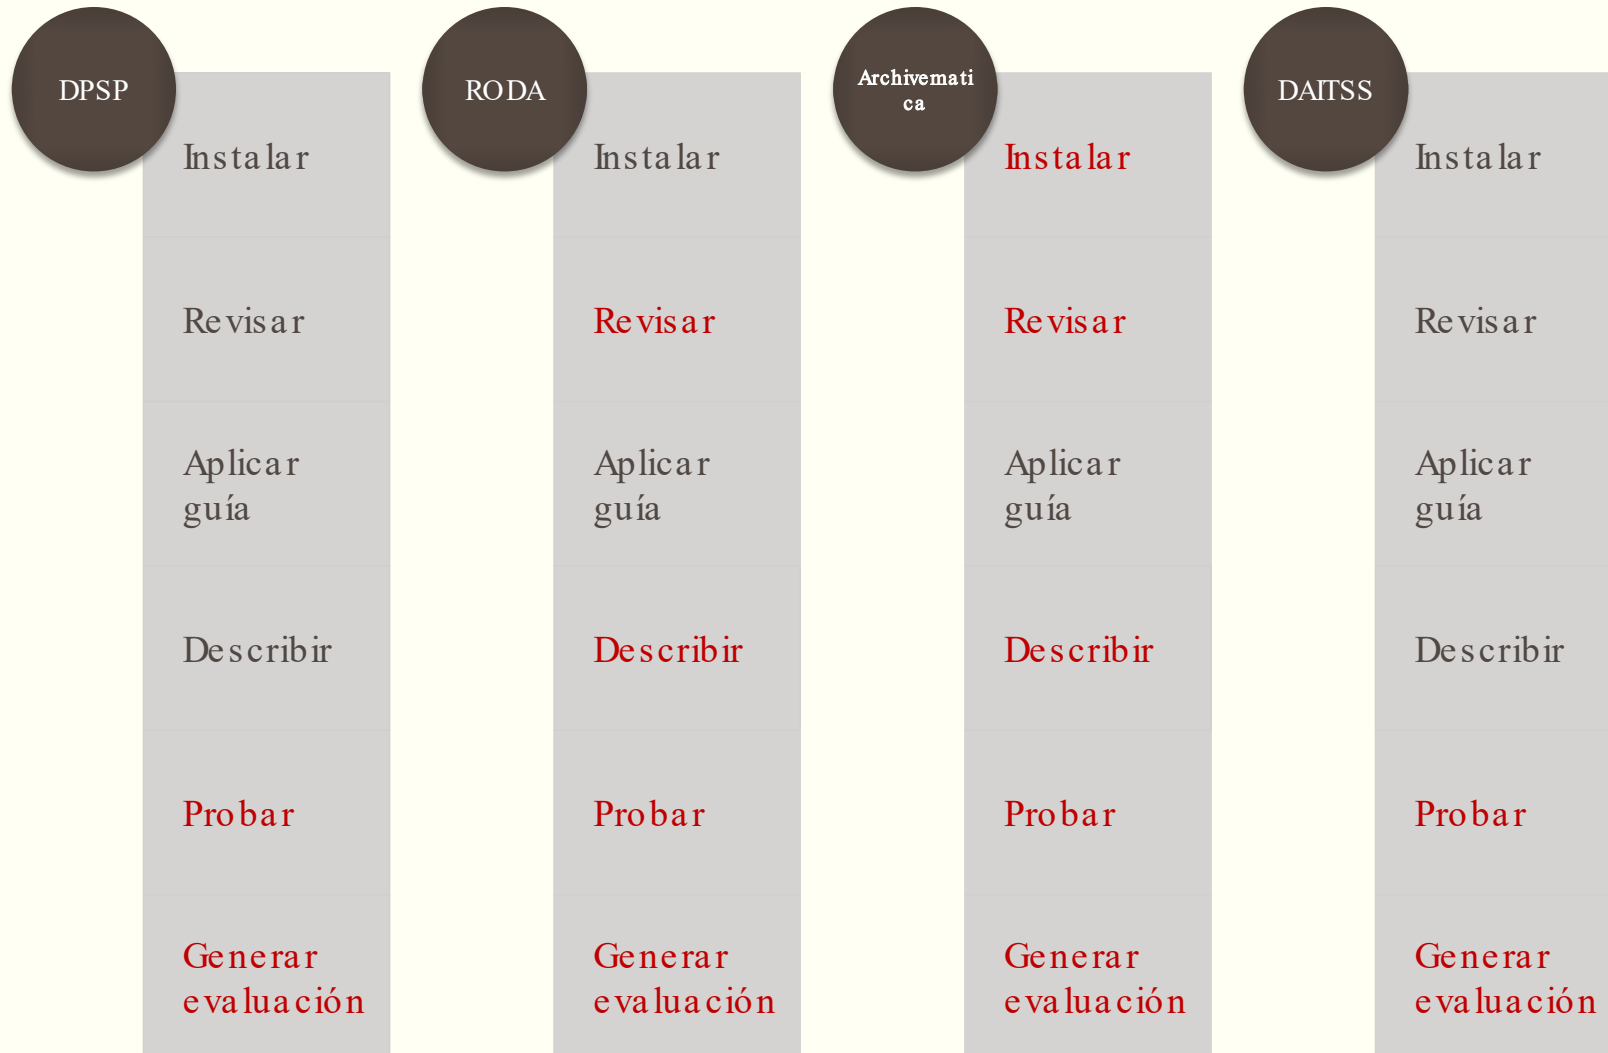 DPSP
Instalar
Revisar
Aplicar
guía
Describir
Probar
Generar
evaluación
RODA
Instalar
Revisar
Aplicar
guía
Describir
Probar
Generar
evaluación
Archivemati
ca
Instalar
Revisar
Aplicar
guía
Describir
Probar
Generar
evaluación
DAITSS
Instalar
Revisar
Aplicar
guía
Describir
Probar
Generar
evaluación